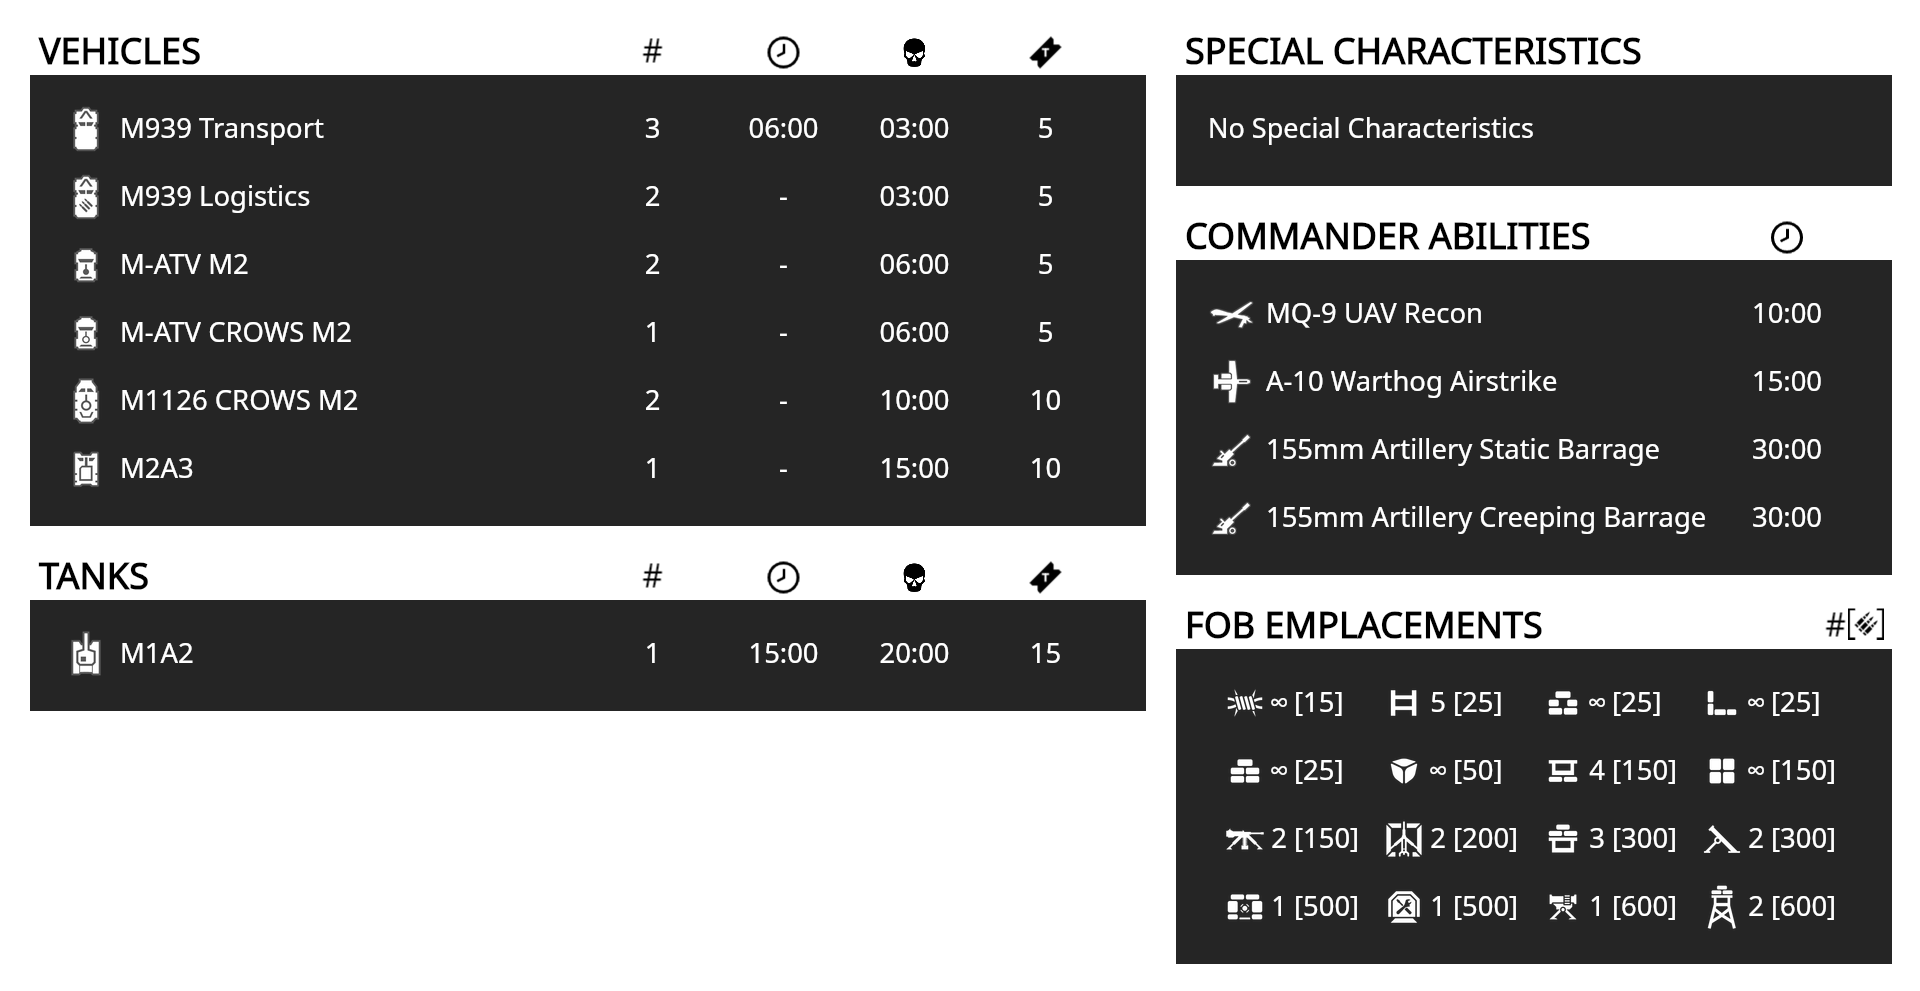 VEHICLES #
M939 Transport 3 06:00 03:00 5
M939 Logistics 2 - 03:00 5
M-ATV M2 2 - 06:00 5
M-ATV CROWS M2 1 - 06:00 5
M1126 CROWS M2 2 - 10:00 10
M2A3 1 - 15:00 10
TANKS #
M1A2 1 15:00 20:00 15
SPECIAL CHARACTERISTICS
No Special Characteristics
COMMANDER ABILITIES
MQ-9 UAV Recon 10:00
A-10 Warthog Airstrike 15:00
155mm Artillery Static Barrage 30:00
155mm Artillery Creeping Barrage 30:00
FOB EMPLACEMENTS #[]
∞ [15] 5 [25] ∞ [25] ∞ [25]
∞ [25] ∞ [50] 4 [150] ∞ [150]
2 [150] 2 [200] 3 [300] 2 [300]
1 [500] 1 [500] 1 [600] 2 [600]